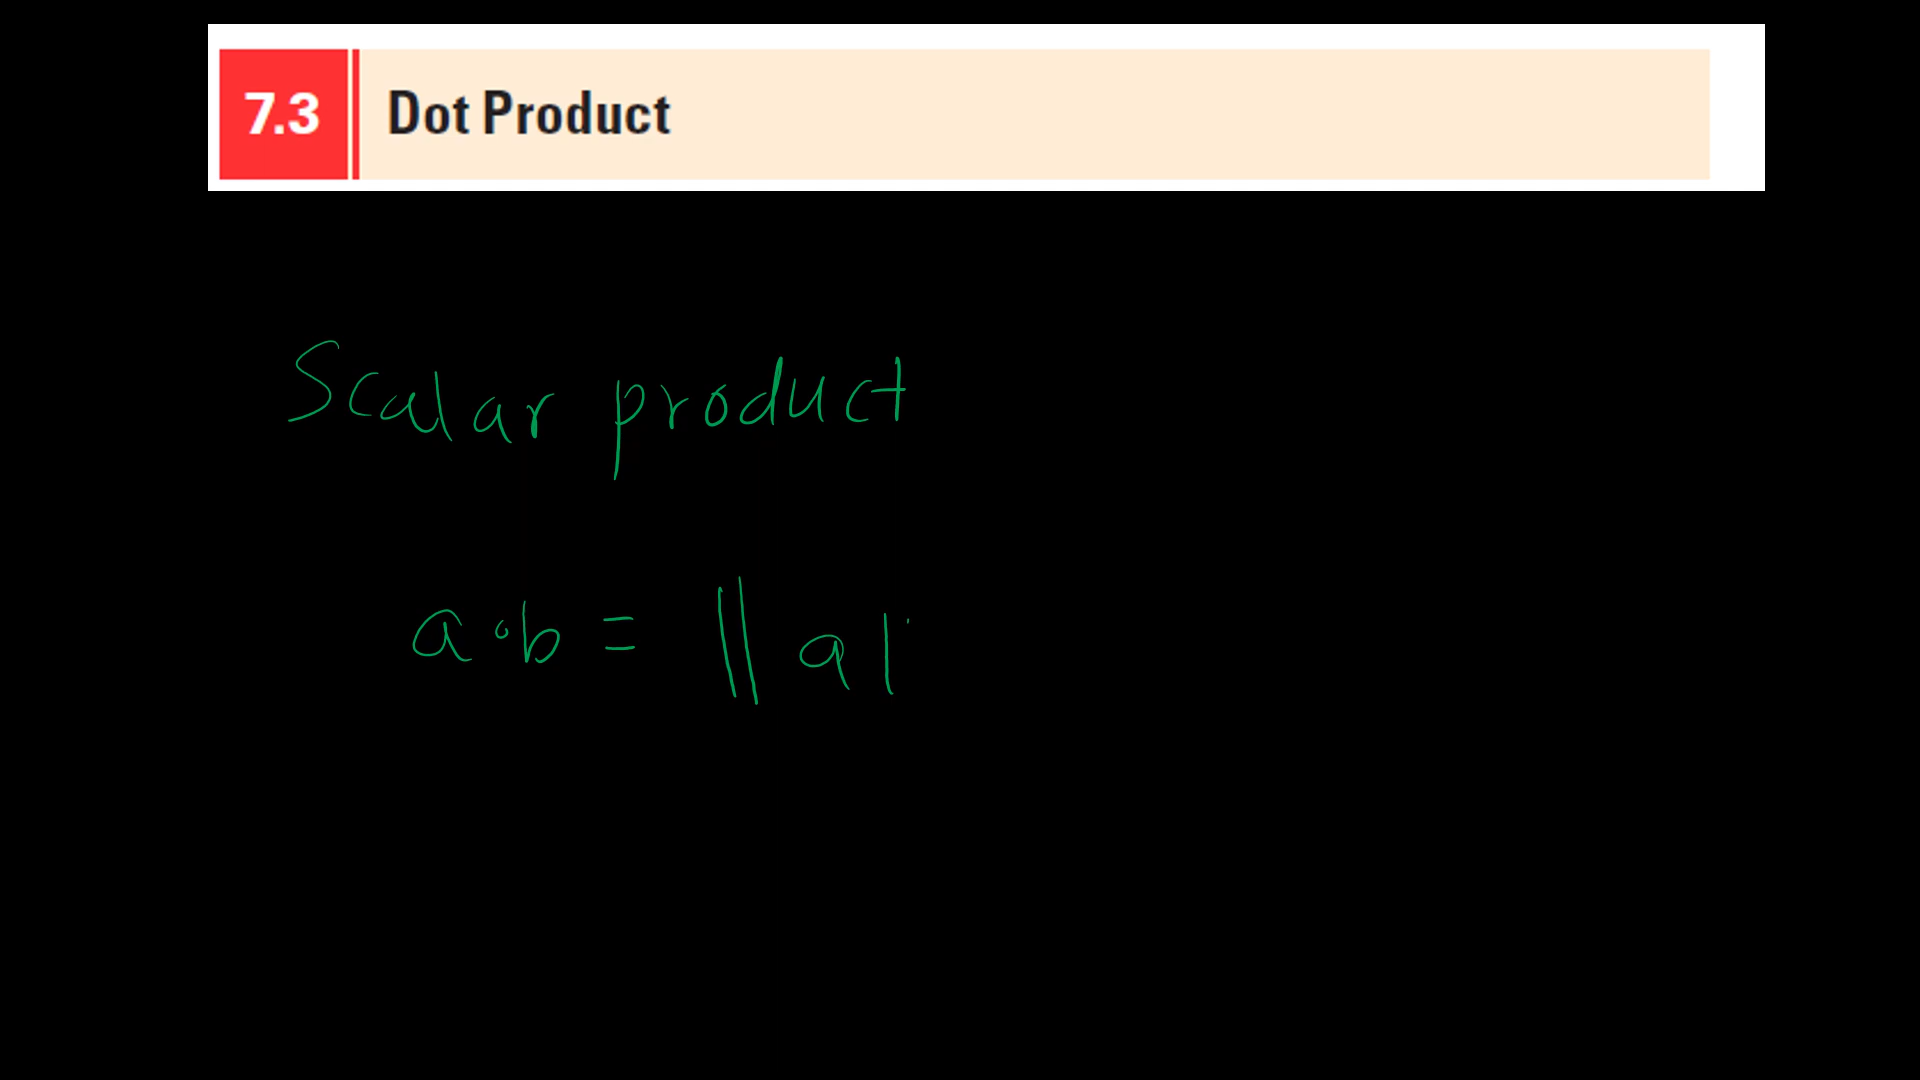 7.3 Dot Product
Scalar product
a·b = || a |